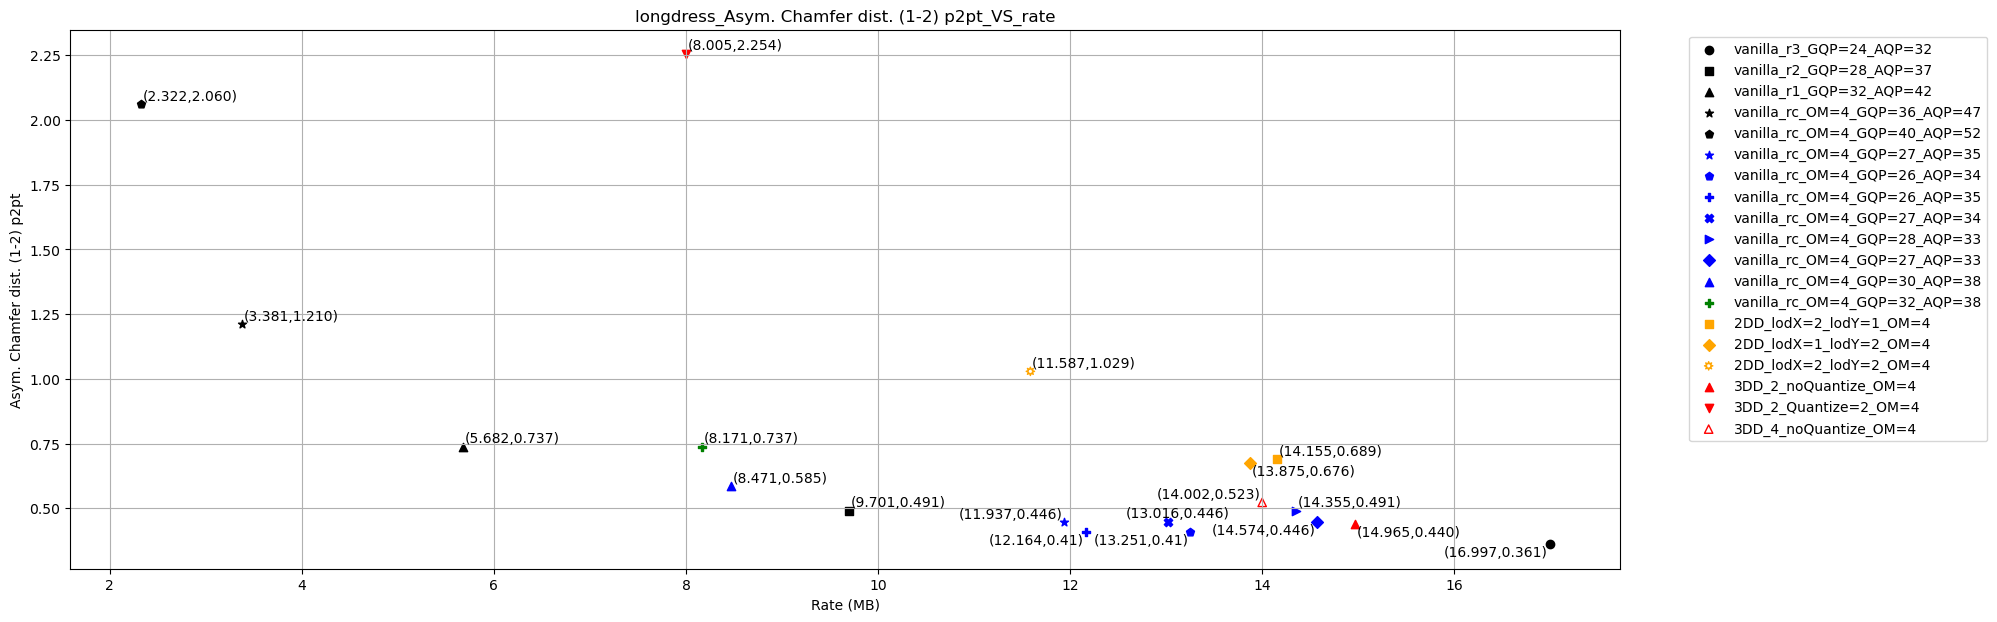 longdress_Asym. Chamfer dist. (1-2) p2pt_VS_rate
Asym. Chamfer dist. (1-2) p2pt
2.25
2.00
1.75
1.50
1.25
1.00
0.75
0.50
(8.005,2.254)
(2.322,2.060)
(3.381,1.210)
(11.587,1.029)
(5.682,0.737)
(8.171,0.737)
(14.155,0.689)
(13.875,0.676)
(8.471,0.585)
(14.002,0.523)
(9.701,0.491)
(14.355,0.491)
(11.937,0.446)
(13.016,0.446)
(14.574,0.446)
(14.965,0.440)
(12.164,0.41)
(13.251,0.41)
(16.997,0.361)
2
4
6
8
10
12
14
16
Rate (MB)
vanilla_r3_GQP=24_AQP=32
vanilla_r2_GQP=28_AQP=37
vanilla_r1_GQP=32_AQP=42
vanilla_rc_OM=4_GQP=36_AQP=47
vanilla_rc_OM=4_GQP=40_AQP=52
vanilla_rc_OM=4_GQP=27_AQP=35
vanilla_rc_OM=4_GQP=26_AQP=34
vanilla_rc_OM=4_GQP=26_AQP=35
vanilla_rc_OM=4_GQP=27_AQP=34
vanilla_rc_OM=4_GQP=28_AQP=33
vanilla_rc_OM=4_GQP=27_AQP=33
vanilla_rc_OM=4_GQP=30_AQP=38
vanilla_rc_OM=4_GQP=32_AQP=38
2DD_lodX=2_lodY=1_OM=4
2DD_lodX=1_lodY=2_OM=4
2DD_lodX=2_lodY=2_OM=4
3DD_2_noQuantize_OM=4
3DD_2_Quantize=2_OM=4
3DD_4_noQuantize_OM=4